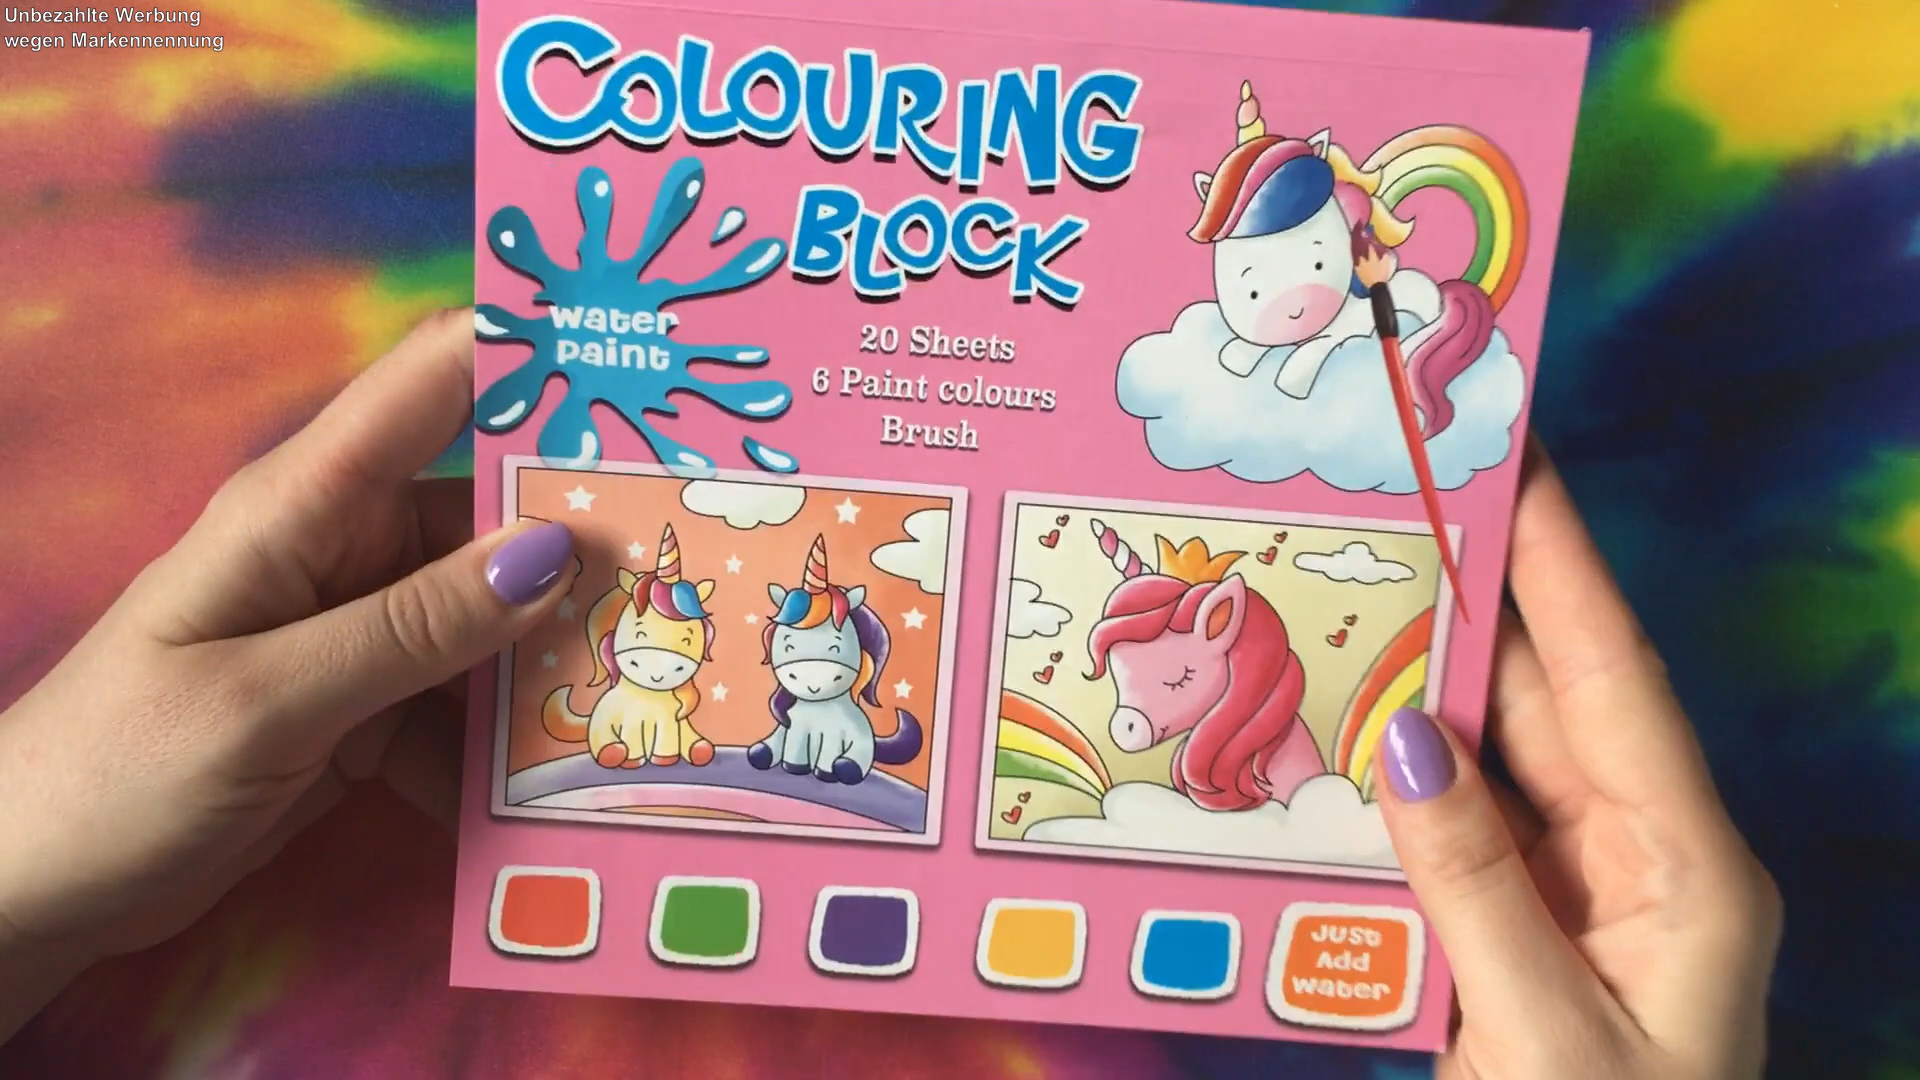 Unbezahlte Werbung
wegen Markennennung
COLOURING
BLOCK
water
paint
20 Sheets
6 Paint colours
Brush
Just
Add
water